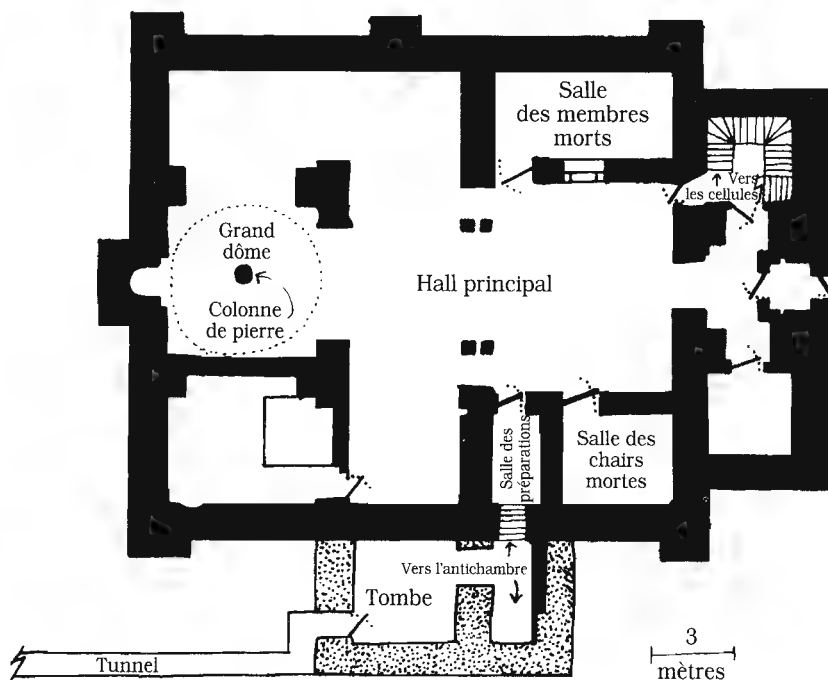 Salle
des membres
morts
Vers
les cellules
Grand
dôme
Colonne
de pierre
Hall principal
Salle des
préparations
Salle des
chairs
mortes
Vers l'antichambre
Tombe
Tunnel
3
mètres